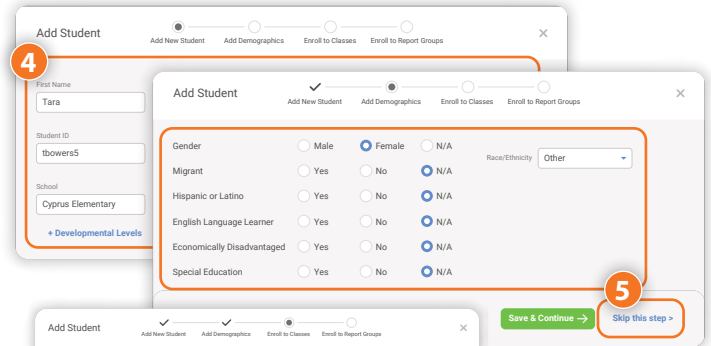 Add Student
Add New Student Add Demographics Enroll to Classes Enroll to Report Groups
4
First Name
Tara
Student ID
tbowers5
School
Cyprus Elementary
+ Developmental Levels
Add Student
Add New Student Add Demographics Enroll to Classes Enroll to Report Groups
Gender Male Female N/A
Race/Ethnicity Other
Migrant Yes No N/A
Hispanic or Latino Yes No N/A
English Language Learner Yes No N/A
Economically Disadvantaged Yes No N/A
Special Education Yes No N/A
5
Save & Continue → Skip this step >
Add Student
Add New Student Add Demographics Enroll to Classes Enroll to Report Groups